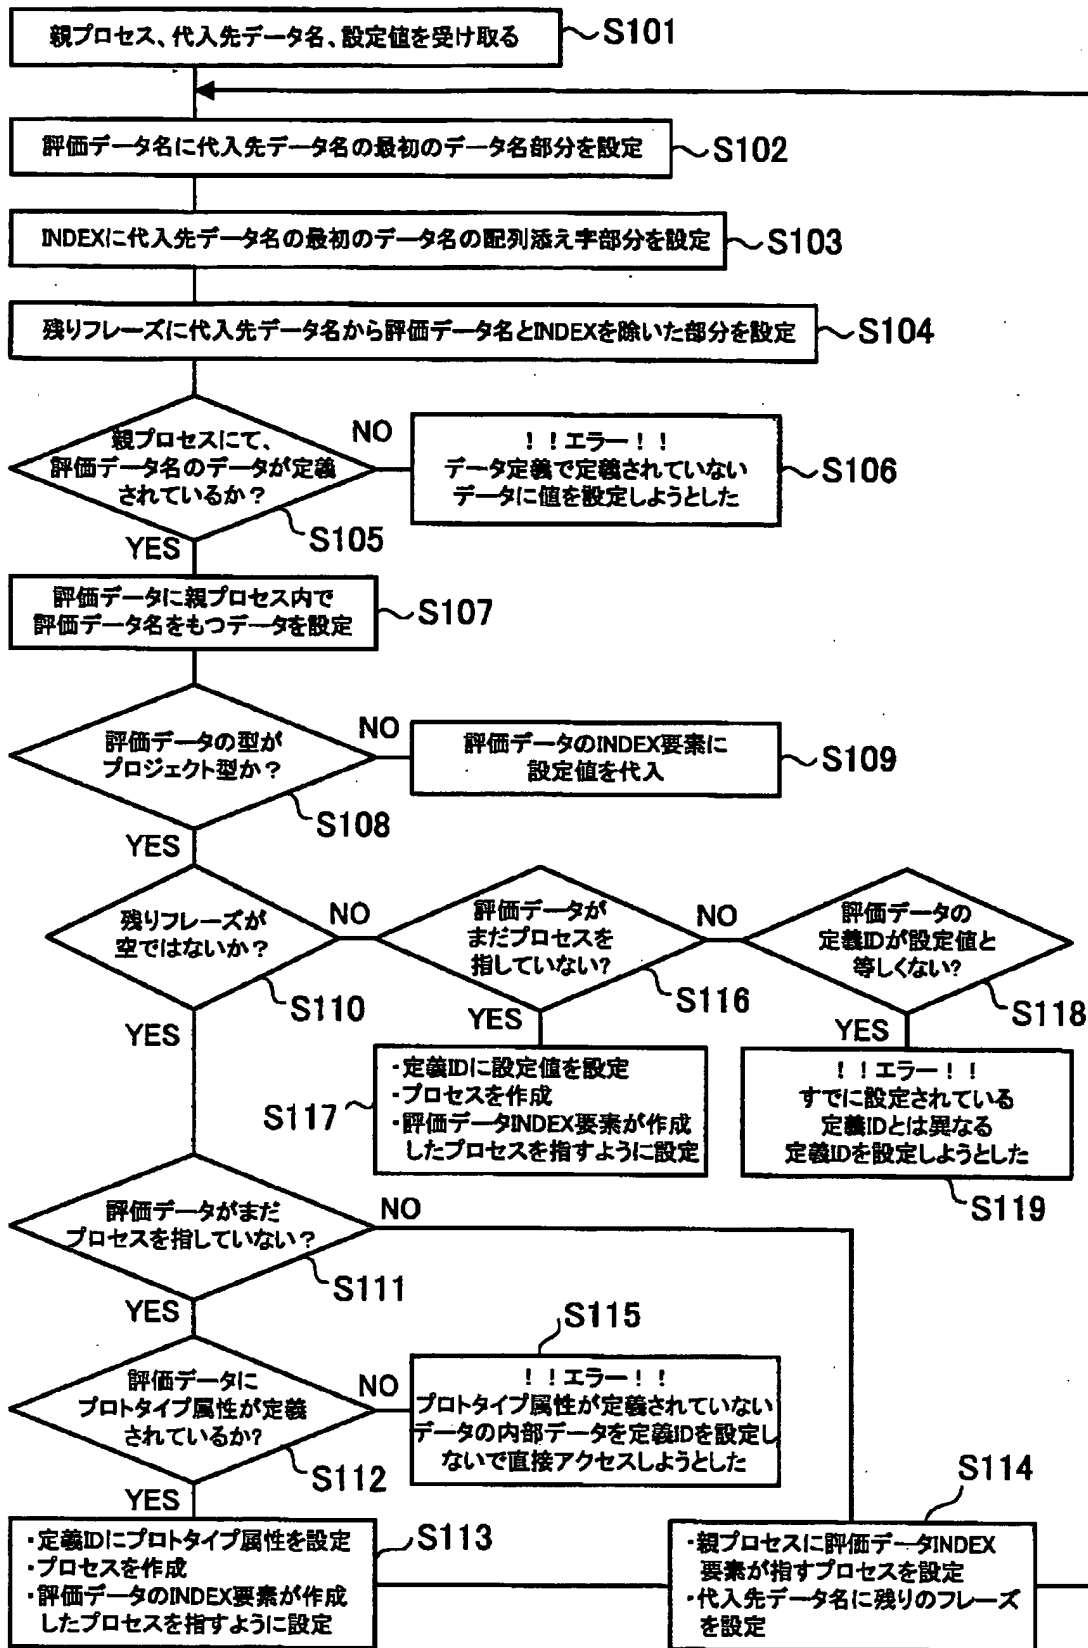 親プロセス、代入先データ名、設定値を受け取る
S101
評価データ名に代入先データ名の最初のデータ名部分を設定
S102
INDEXに代入先データ名の最初のデータ名の配列添え字部分を設定
S103
残りフレーズに代入先データ名から評価データ名とINDEXを除いた部分を設定
S104
親プロセスにて、
評価データ名のデータが定義
されているか？
NO
YES
S105
！！エラー！！
データ定義で定義されていない
データに値を設定しようとした
S106
評価データに親プロセス内で
評価データ名をもつデータを設定
S107
評価データの型が
プロジェクト型か？
NO
YES
S108
評価データのINDEX要素に
設定値を代入
S109
残りフレーズが
空ではないか？
NO
YES
S110
評価データが
まだプロセスを
指していない?
NO
YES
S116
評価データの
定義IDが設定値と
等しくない?
YES
S118
・定義IDに設定値を設定
・プロセスを作成
・評価データINDEX要素が作成
したプロセスを指すように設定
S117
！！エラー！！
すでに設定されている
定義IDとは異なる
定義IDを設定しようとした
S119
評価データがまだ
プロセスを指していない？
NO
YES
S111
評価データに
プロトタイプ属性が定義
されているか?
NO
YES
S112
S115
！！エラー！！
プロトタイプ属性が定義されていない
データの内部データを定義IDを設定し
ないで直接アクセスしようとした
・定義IDにプロトタイプ属性を設定
・プロセスを作成
・評価データのINDEX要素が作成
したプロセスを指すように設定
S113
S114
・親プロセスに評価データINDEX
要素が指すプロセスを設定
・代入先データ名に残りのフレーズ
を設定